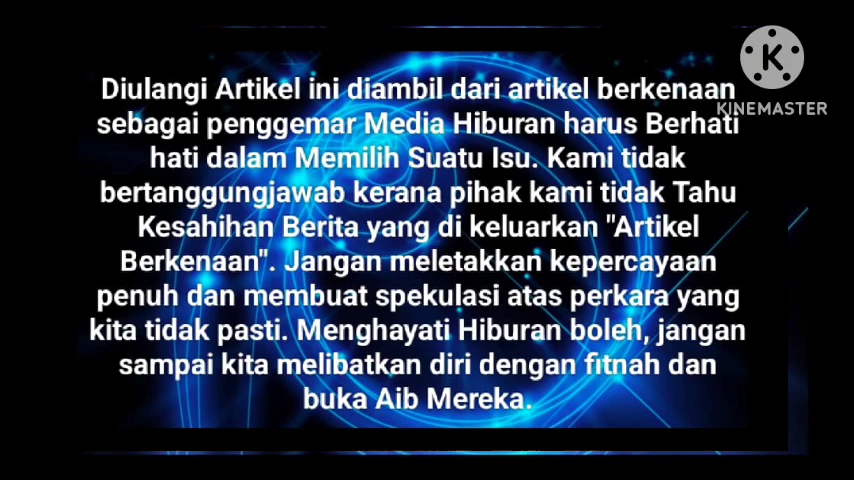 KINEMASTER
Diulangi Artikel ini diambil dari artikel berkenaan
sebagai penggemar Media Hiburan harus Berhati
hati dalam Memilih Suatu Isu. Kami tidak
bertanggungjawab kerana pihak kami tidak Tahu
Kesahihan Berita yang di keluarkan "Artikel
Berkenaan". Jangan meletakkan kepercayaan
penuh dan membuat spekulasi atas perkara yang
kita tidak pasti. Menghayati Hiburan boleh, jangan
sampai kita melibatkan diri dengan fitnah dan
buka Aib Mereka.